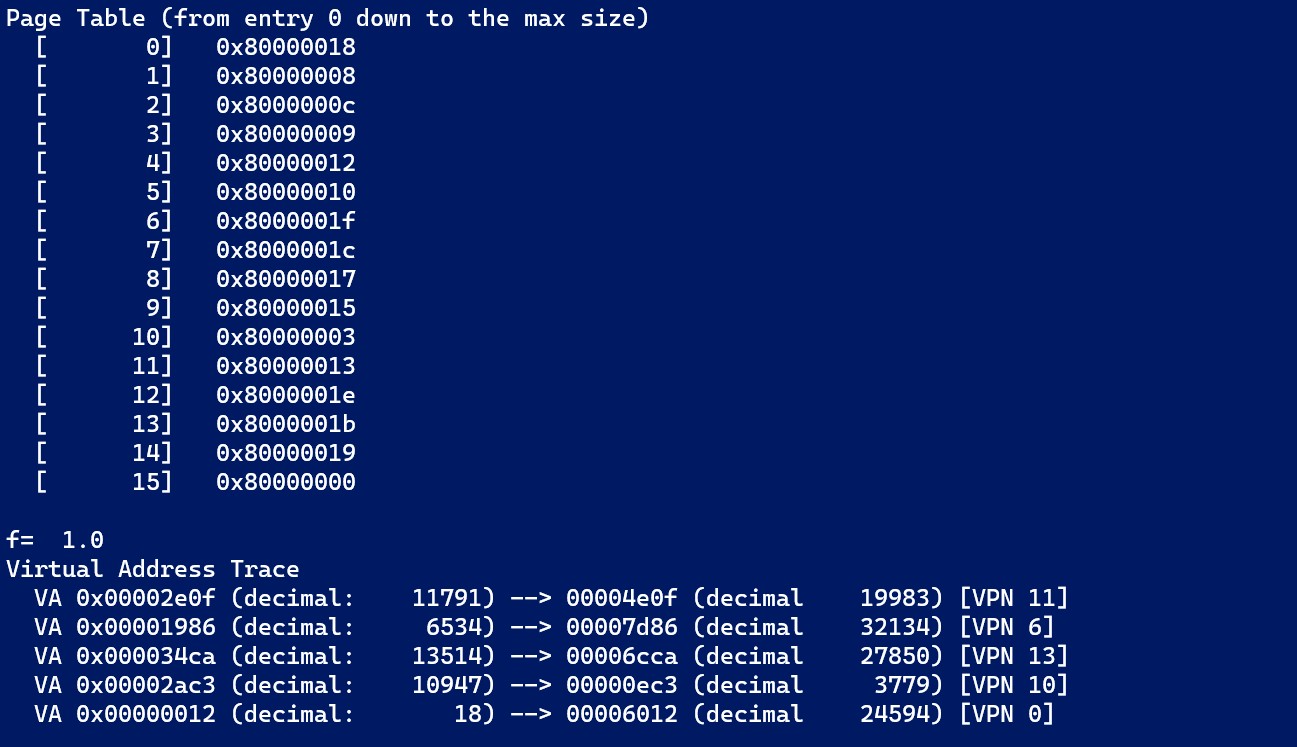 Page Table (from entry 0 down to the max size)
  [       0]   0x80000018
  [       1]   0x80000008
  [       2]   0x8000000c
  [       3]   0x80000009
  [       4]   0x80000012
  [       5]   0x80000010
  [       6]   0x8000001f
  [       7]   0x8000001c
  [       8]   0x80000017
  [       9]   0x80000015
  [      10]   0x80000003
  [      11]   0x80000013
  [      12]   0x8000001e
  [      13]   0x8000001b
  [      14]   0x80000019
  [      15]   0x80000000

f=  1.0
Virtual Address Trace
  VA 0x00002e0f (decimal:    11791) --> 00004e0f (decimal    19983) [VPN 11]
  VA 0x00001986 (decimal:     6534) --> 00007d86 (decimal    32134) [VPN 6]
  VA 0x000034ca (decimal:    13514) --> 00006cca (decimal    27850) [VPN 13]
  VA 0x00002ac3 (decimal:    10947) --> 00000ec3 (decimal     3779) [VPN 10]
  VA 0x00000012 (decimal:       18) --> 00006012 (decimal    24594) [VPN 0]